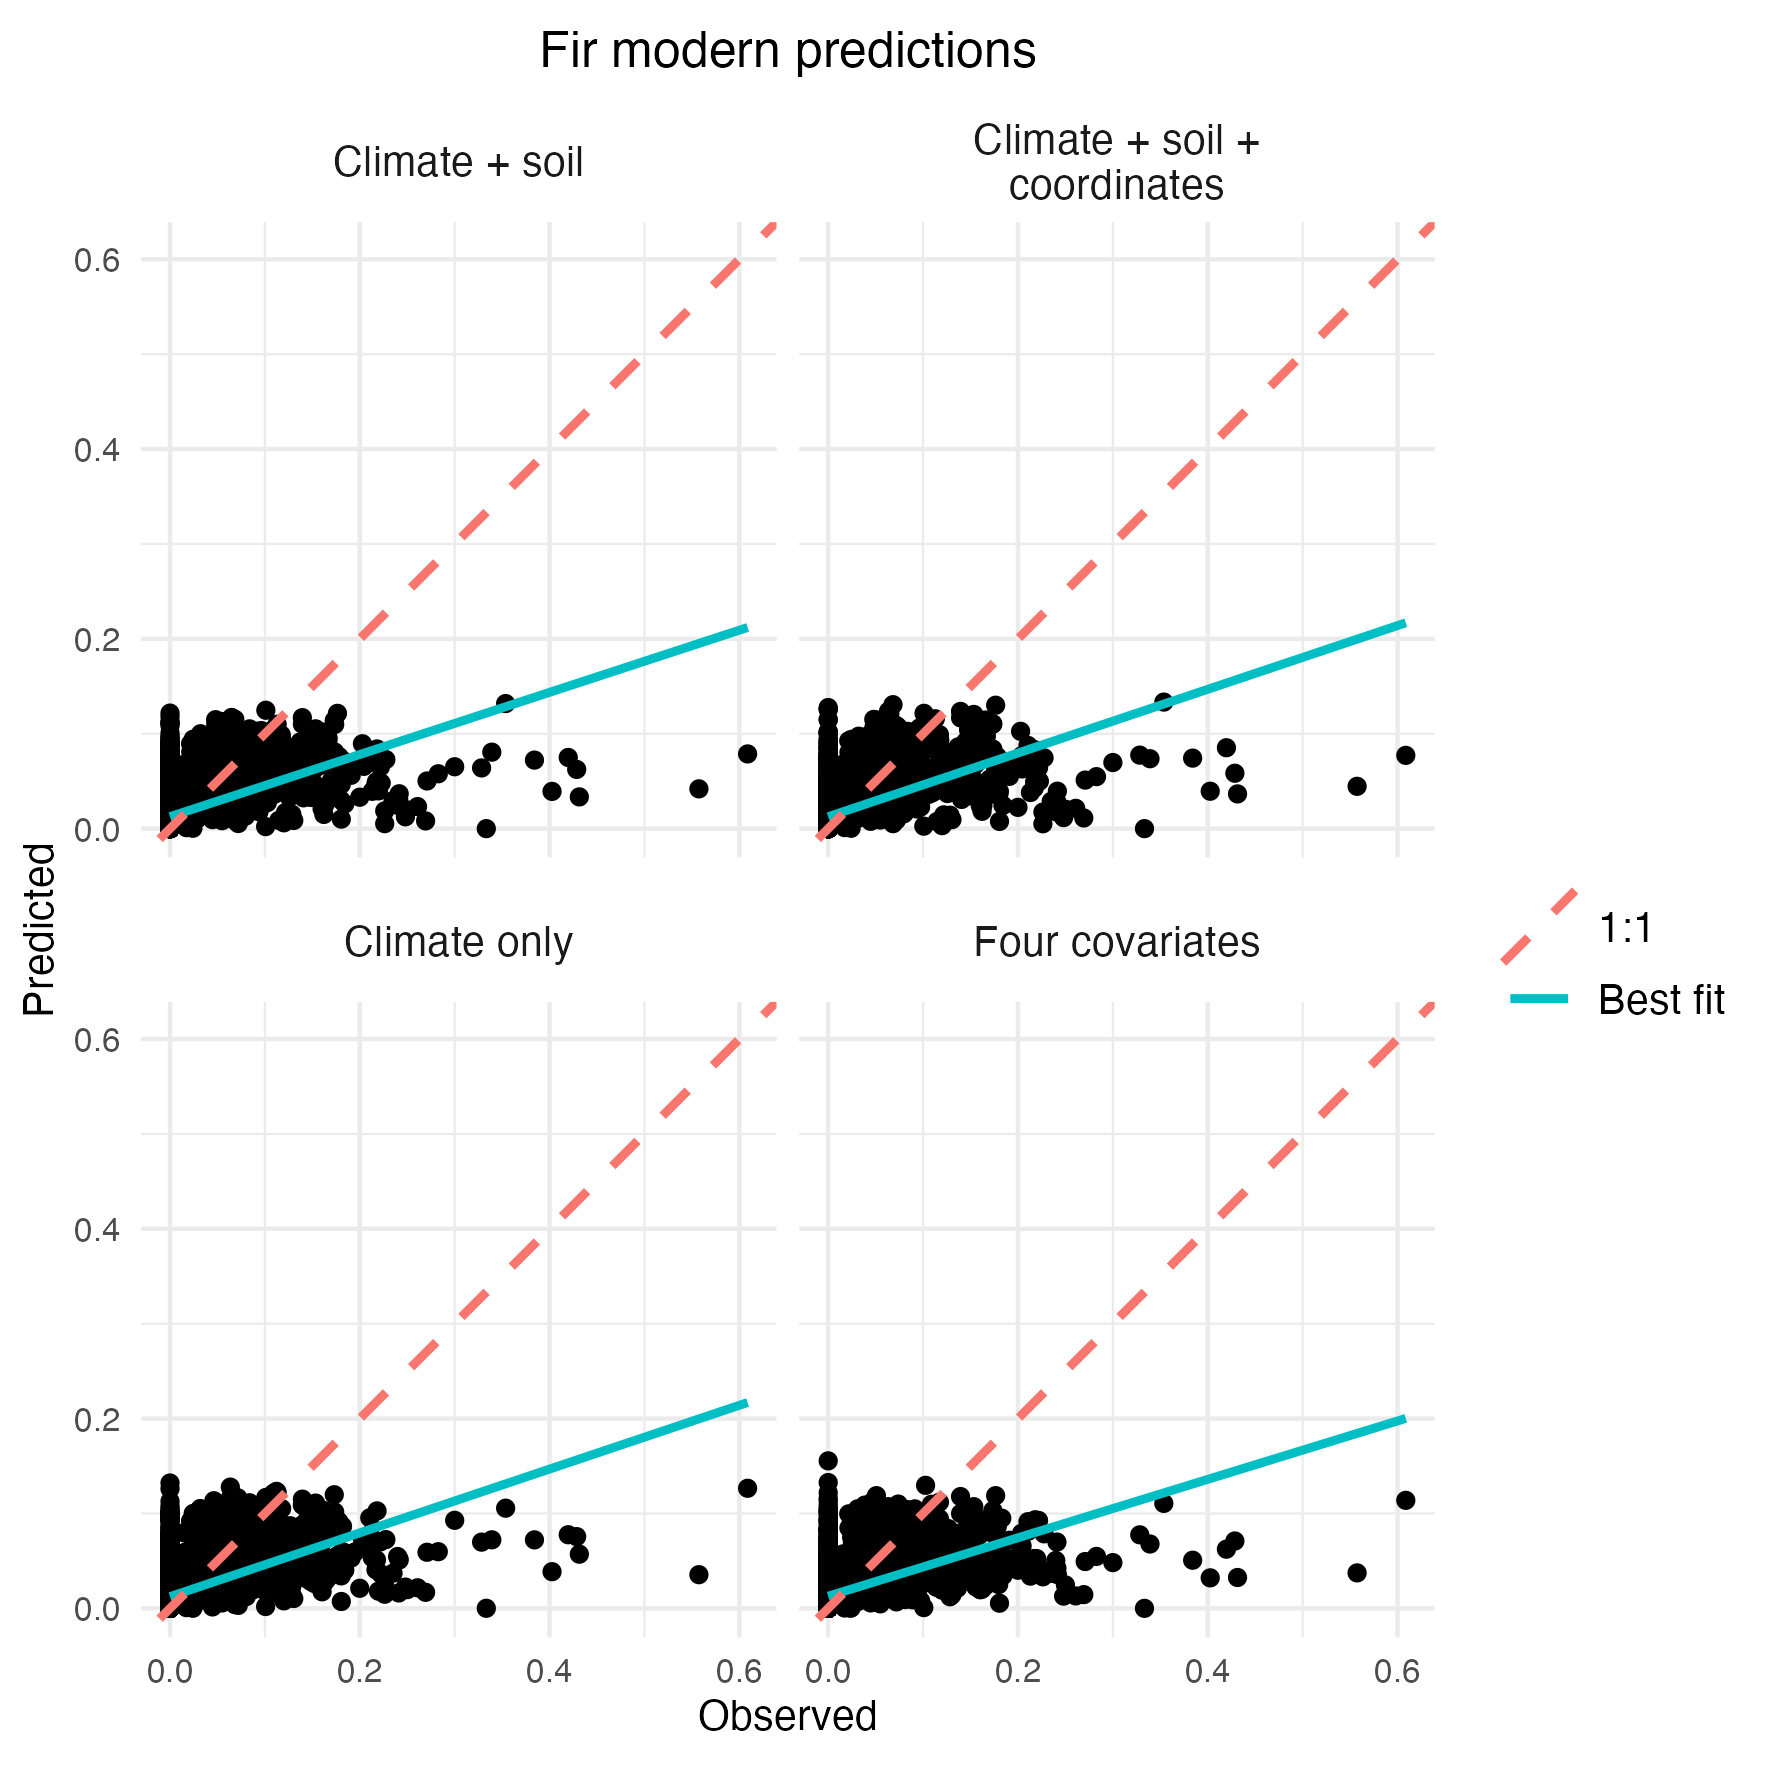 Fir modern predictions
Climate + soil
Climate + soil +
coordinates
0.6
0.4
0.2
0.0
Predicted
Climate only
Four covariates
0.6
0.4
0.2
0.0
0.0 0.2 0.4 0.6
0.0 0.2 0.4 0.6
Observed
1:1
Best fit